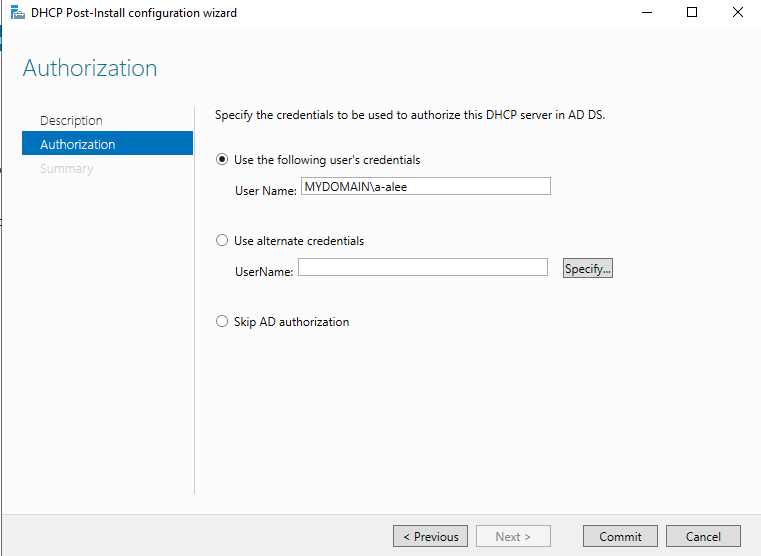 DHCP Post-Install configuration wizard
Authorization
Description
Authorization
Summary
Specify the credentials to be used to authorize this DHCP server in AD DS.
Use the following user's credentials
User Name: MYDOMAIN\a-alee
Use alternate credentials
UserName:
Specify...
Skip AD authorization
< Previous
Next >
Commit
Cancel